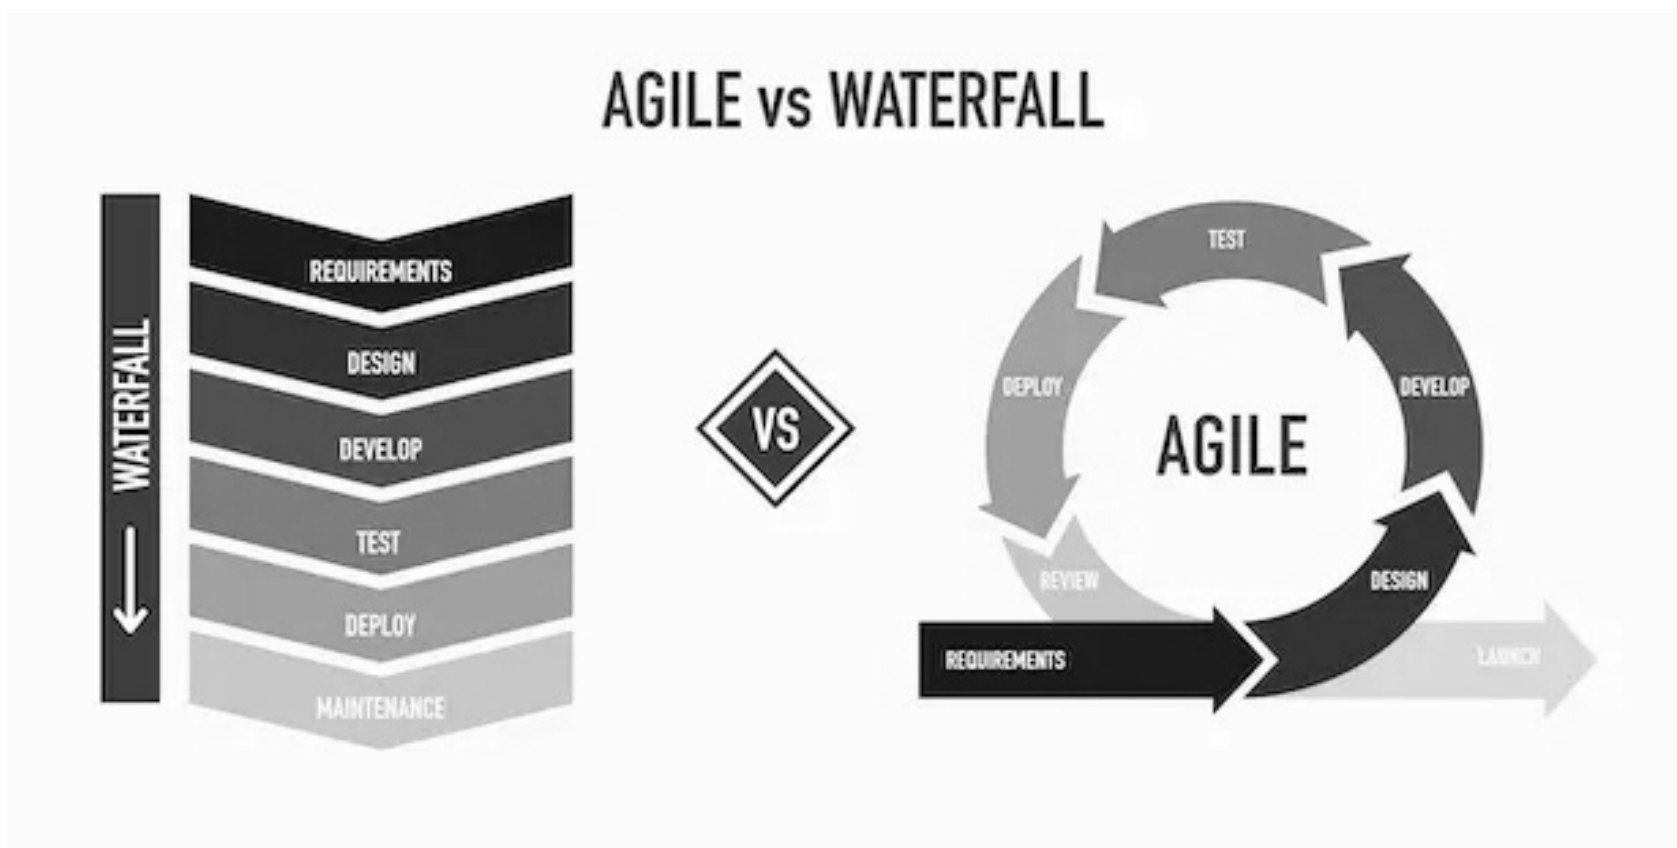 AGILE vs WATERFALL
WATERFALL
REQUIREMENTS
DESIGN
DEVELOP
TEST
DEPLOY
MAINTENANCE
VS
AGILE
TEST
DEPLOY
DEVELOP
REVIEW
DESIGN
REQUIREMENTS
LAUNCH